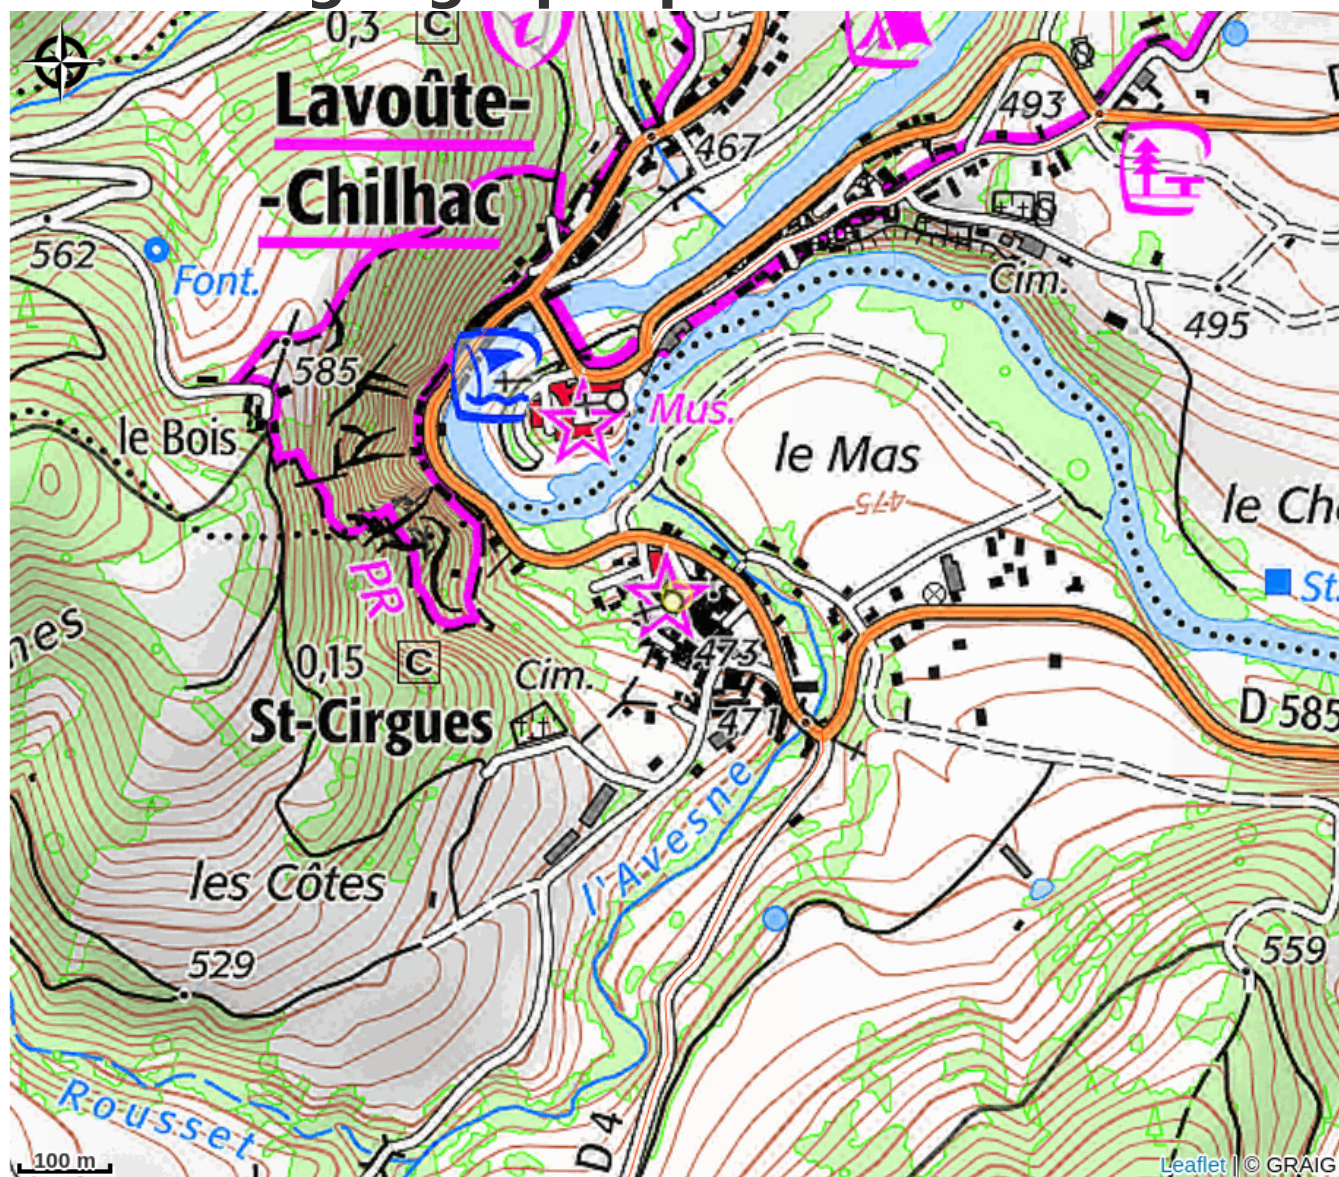 0,3
C
Lavoûte-
-Chilhac
493
467
562
Font.
Cim.
495
585
Mus.
le Bois
le Mas
475
le Ch
PR
St.
nes
0,15
C
Cim.
473
D 585
St-Cirgues
471
l'Avesne
les Côtes
529
559
Rousset
D 4
100 m
Leaflet | © GRAIG